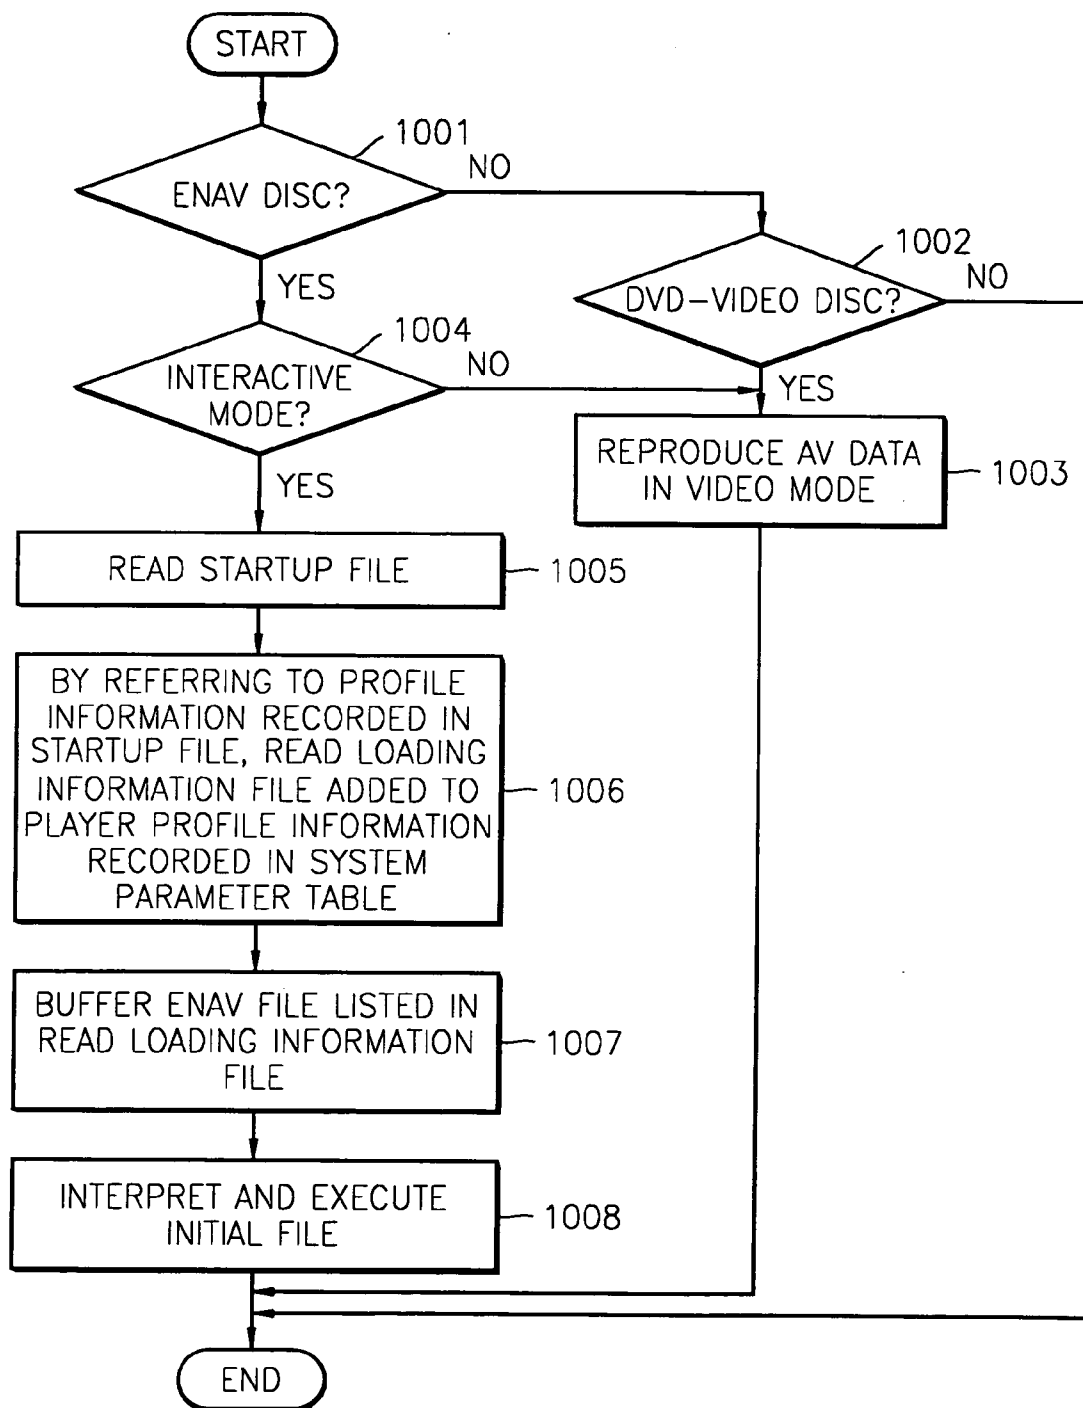 START
1001
NO
ENAV DISC?
1002
NO
DVD-VIDEO DISC?
YES
1004
NO
INTERACTIVE
MODE?
YES
YES
REPRODUCE AV DATA
IN VIDEO MODE
1003
READ STARTUP FILE
1005
BY REFERRING TO PROFILE
INFORMATION RECORDED IN
STARTUP FILE, READ LOADING
INFORMATION FILE ADDED TO
PLAYER PROFILE INFORMATION
RECORDED IN SYSTEM
PARAMETER TABLE
1006
BUFFER ENAV FILE LISTED IN
READ LOADING INFORMATION
FILE
1007
INTERPRET AND EXECUTE
INITIAL FILE
1008
END